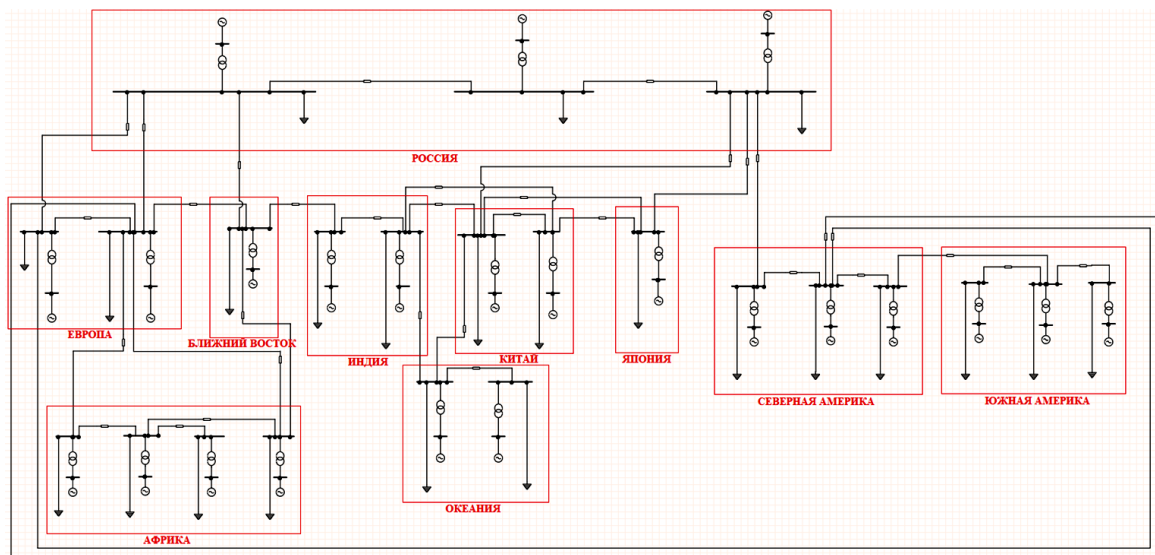 РОССИЯ
ЕВРОПА
БЛИЖНИЙ ВОСТОК
ИНДИЯ
КИТАЙ
ЯПОНИЯ
СЕВЕРНАЯ АМЕРИКА
ЮЖНАЯ АМЕРИКА
ОКЕАНИЯ
АФРИКА